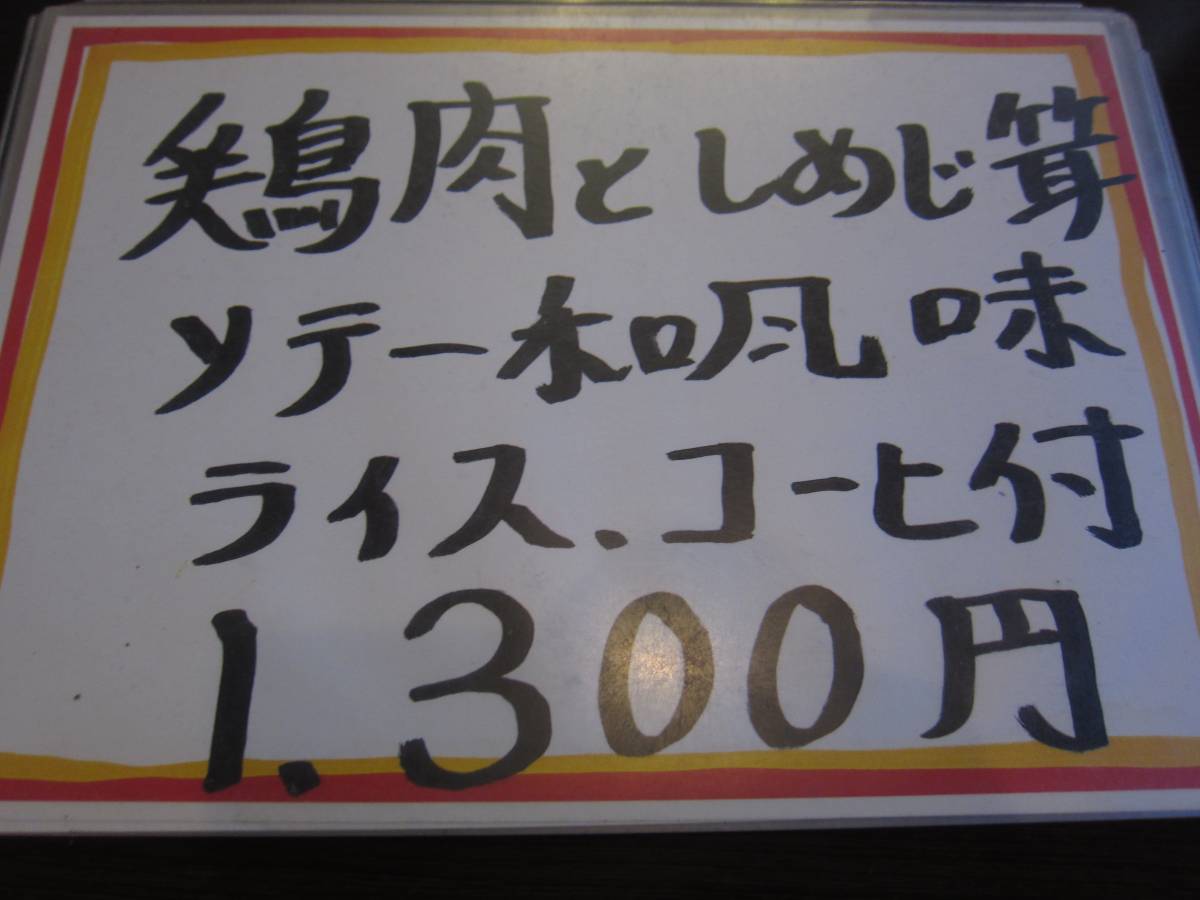 鶏肉としめじ茸
ソテー和風味
ライス、コーヒ付
1.300円